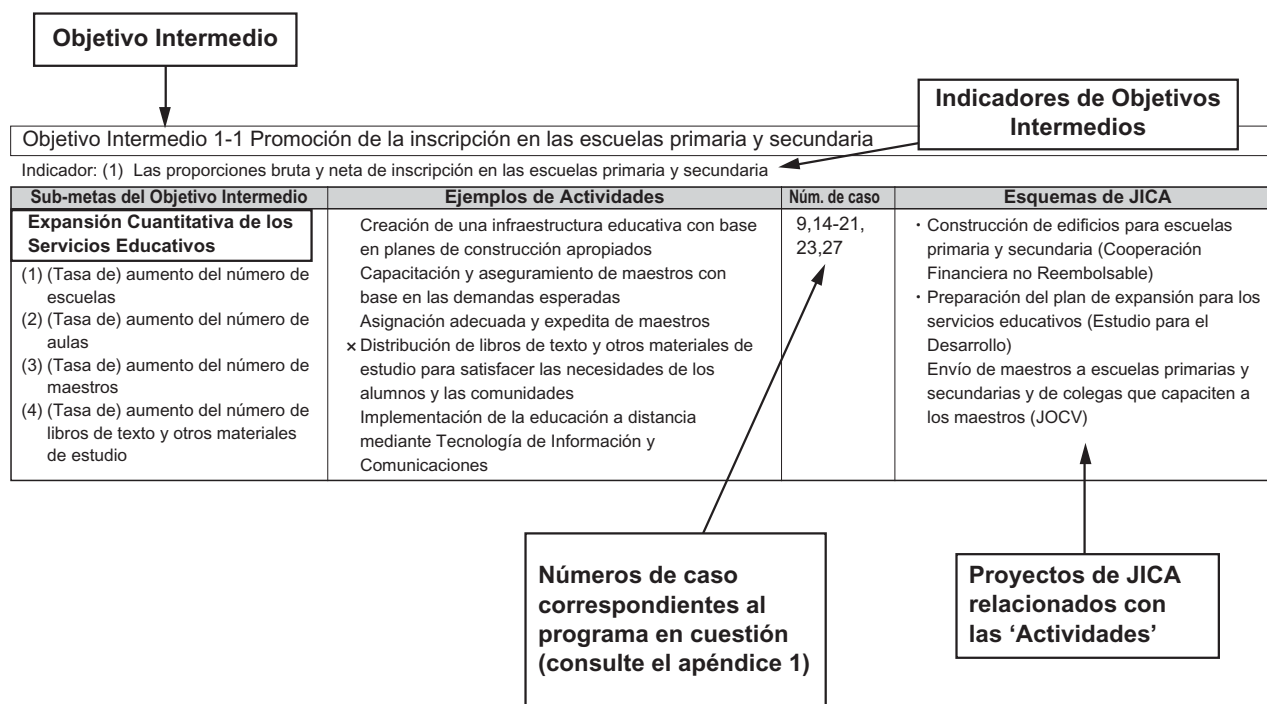 Objetivo Intermedio
Indicadores de Objetivos
Intermedios
Objetivo Intermedio 1-1 Promoción de la inscripción en las escuelas primaria y secundaria
Indicador: (1) Las proporciones bruta y neta de inscripción en las escuelas primaria y secundaria
Sub-metas del Objetivo Intermedio
Expansión Cuantitativa de los
Servicios Educativos
(1) (Tasa de) aumento del número de
escuelas
(2) (Tasa de) aumento del número de
aulas
(3) (Tasa de) aumento del número de
maestros
(4) (Tasa de) aumento del número de
libros de texto y otros materiales
de estudio
Ejemplos de Actividades
Creación de una infraestructura educativa con base
en planes de construcción apropiados
Capacitación y aseguramiento de maestros con
base en las demandas esperadas
Asignación adecuada y expedita de maestros
× Distribución de libros de texto y otros materiales de
estudio para satisfacer las necesidades de los
alumnos y las comunidades
Implementación de la educación a distancia
mediante Tecnología de Información y
Comunicaciones
Núm. de caso
9,14-21,
23,27
Esquemas de JICA
・Construcción de edificios para escuelas
primaria y secundaria (Cooperación
Financiera no Reembolsable)
・Preparación del plan de expansión para los
servicios educativos (Estudio para el
Desarrollo)
Envío de maestros a escuelas primarias y
secundarias y de colegas que capaciten a
los maestros (JOCV)
Números de caso
correspondientes al
programa en cuestión
(consulte el apéndice 1)
Proyectos de JICA
relacionados con
las ‘Actividades’